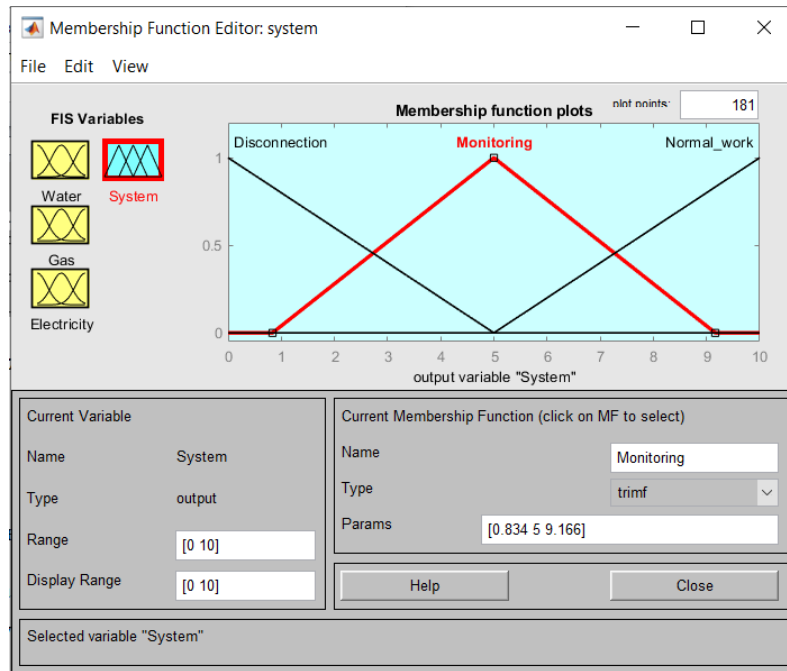 Membership Function Editor: system
File Edit View
FIS Variables
Water
System
Gas
Electricity
Membership function plots
plot points:
181
Disconnection
Monitoring
Normal_work
1
0.5
0
0 1 2 3 4 5 6 7 8 9 10
output variable "System"
Current Variable
Name System
Type output
Range [0 10]
Display Range [0 10]
Current Membership Function (click on MF to select)
Name Monitoring
Type trimf
Params [0.834 5 9.166]
Help Close
Selected variable "System"